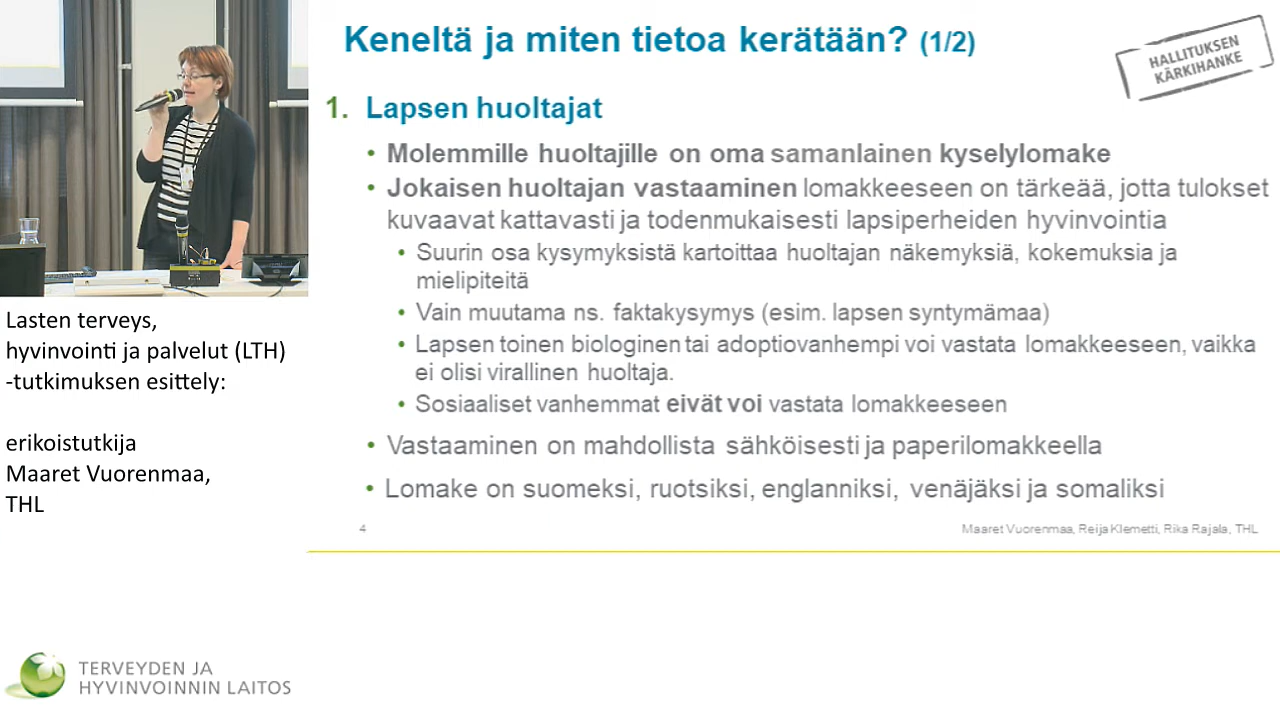 Keneltä ja miten tietoa kerätään? (1/2)
HALLITUKSEN
KÄRKIHANKE
1. Lapsen huoltajat
• Molemmille huoltajille on oma samanlainen kyselylomake
• Jokaisen huoltajan vastaaminen lomakkeeseen on tärkeää, jotta tulokset
kuvaavat kattavasti ja todenmukaisesti lapsiperheiden hyvinvointia
• Suurin osa kysymyksistä kartoittaa huoltajan näkemyksiä, kokemuksia ja
mielipiteitä
• Vain muutama ns. faktakysymys (esim. lapsen syntymämaa)
• Lapsen toinen biologinen tai adoptiovanhempi voi vastata lomakkeeseen, vaikka
ei olisi virallinen huoltaja.
• Sosiaaliset vanhemmat eivät voi vastata lomakkeeseen
• Vastaaminen on mahdollista sähköisesti ja paperilomakkeella
• Lomake on suomeksi, ruotsiksi, englanniksi, venäjäksi ja somaliksi
4
Maaret Vuorenmaa, Reija Klemetti, Rika Rajala, THL
Lasten terveys,
hyvinvointi ja palvelut (LTH)
-tutkimuksen esittely:
erikoistutkija
Maaret Vuorenmaa,
THL
TERVEYDEN JA
HYVINVOINNIN LAITOS